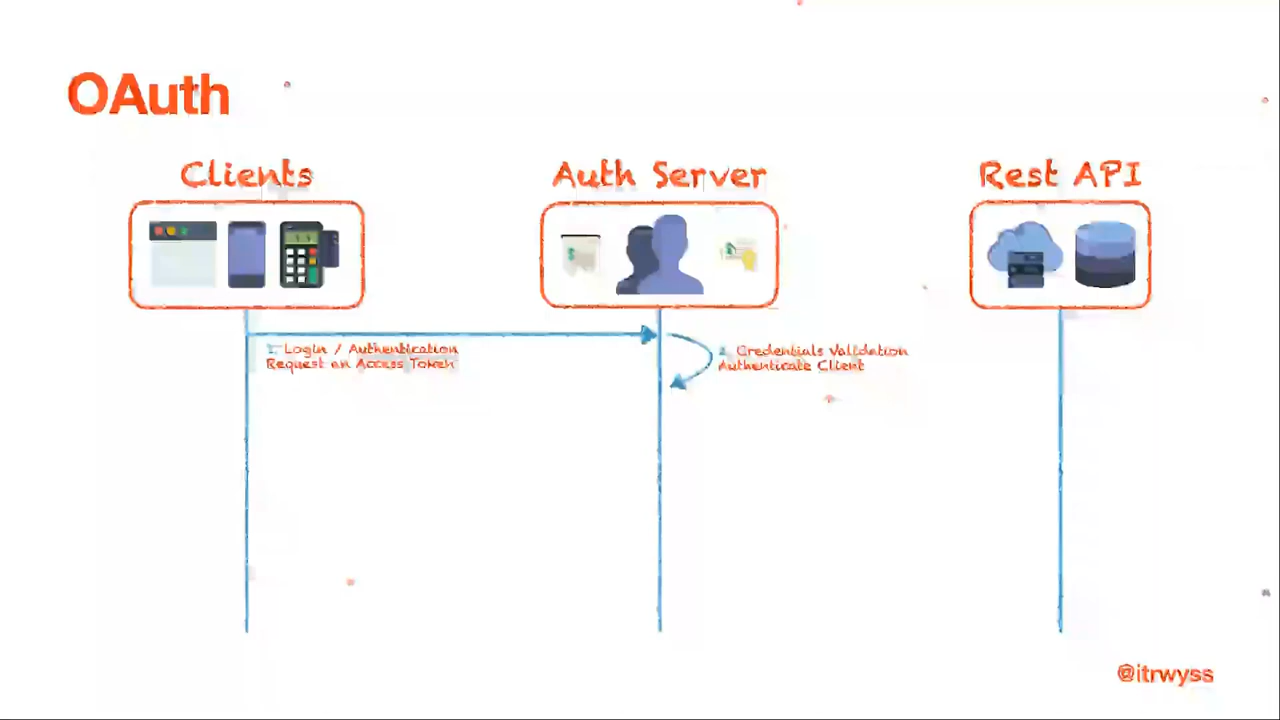 OAuth
Clients
Auth Server
Rest API
1. Login / Authentication
Request an Access Token
2. Credentials Validation
Authenticate Client
@itrwyss